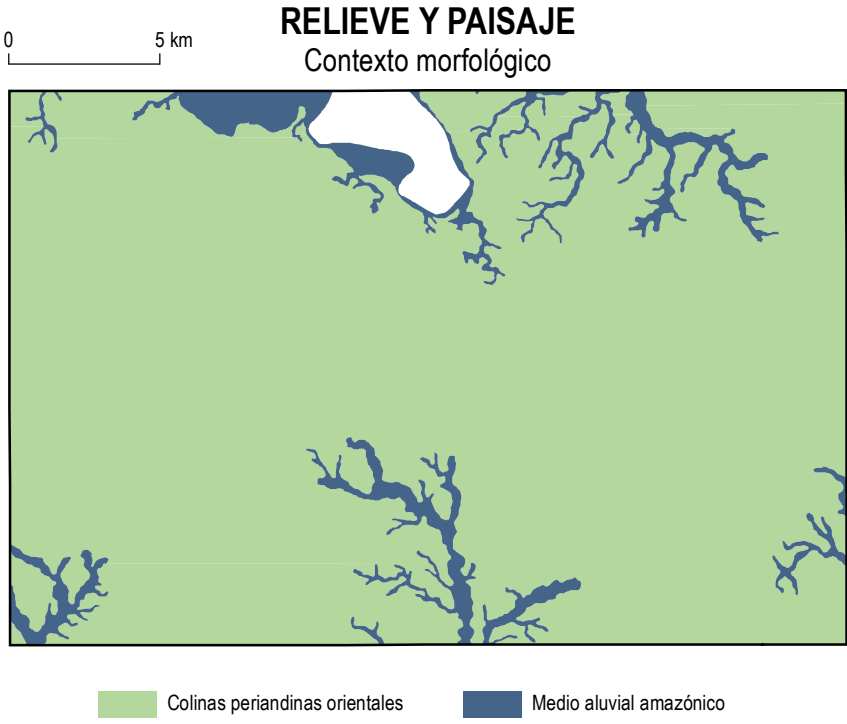 RELIEVE Y PAISAJE
Contexto morfológico
0 5 km
Colinas periandinas orientales
Medio aluvial amazónico